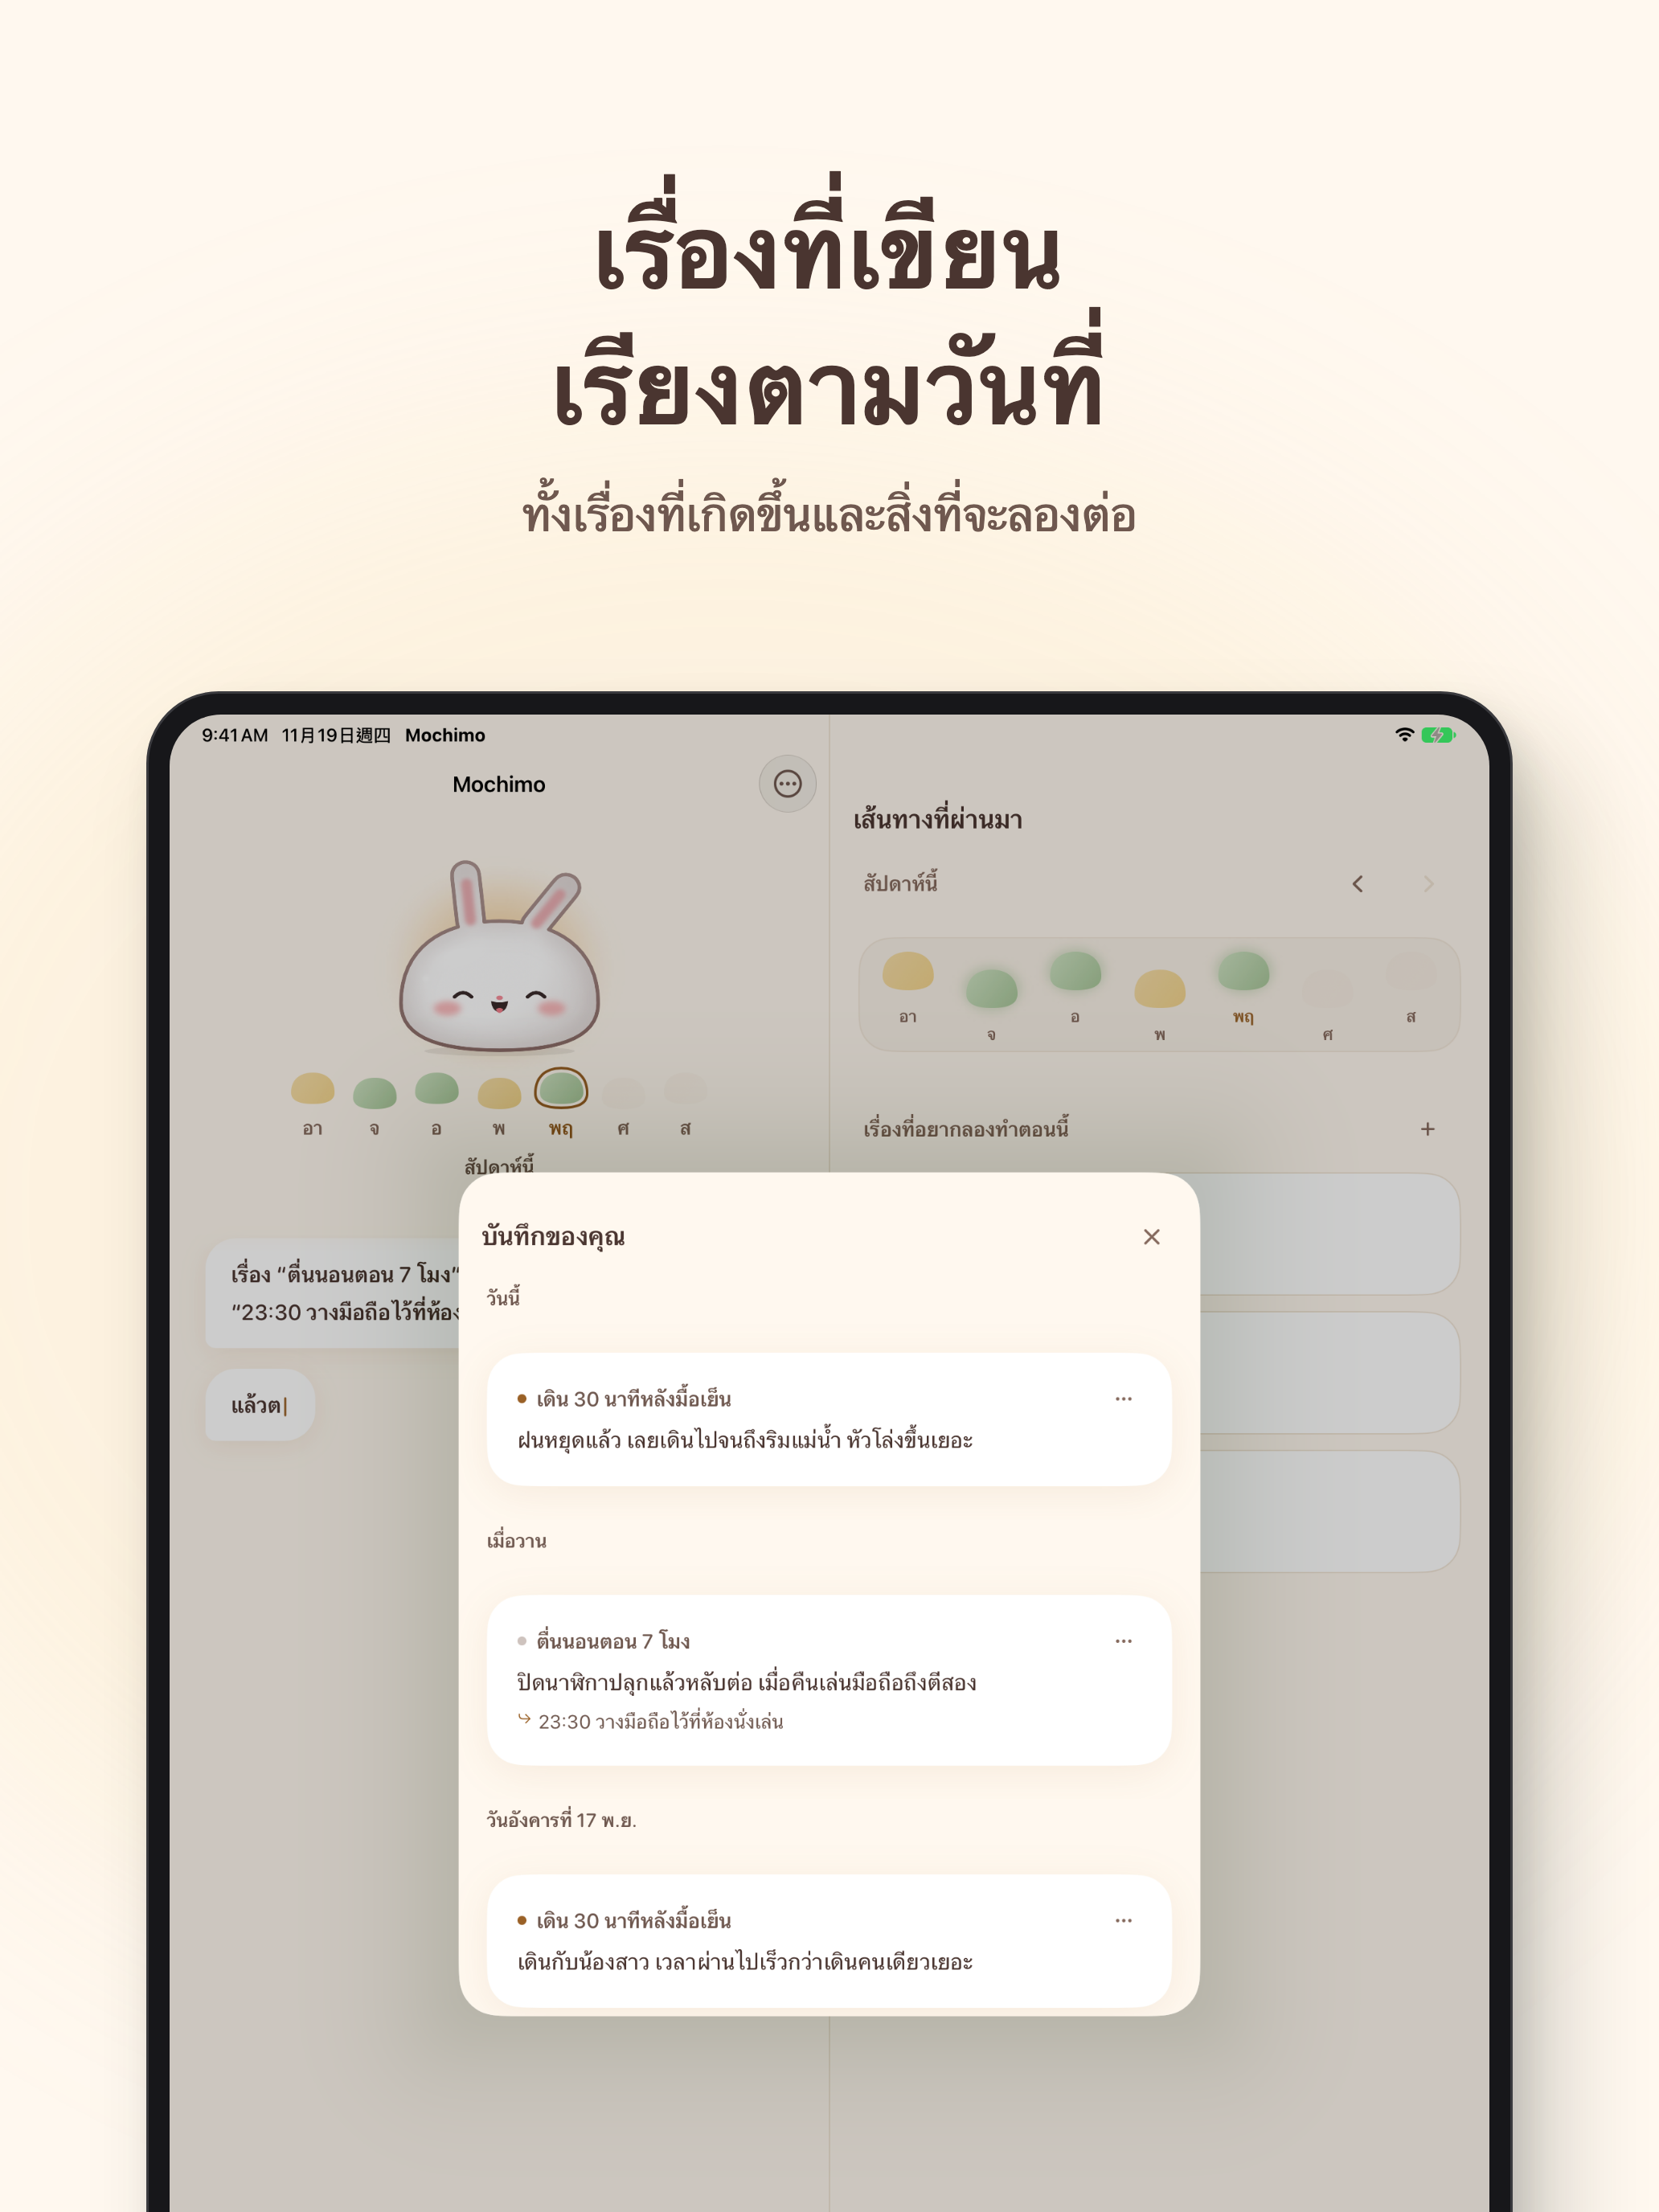 เรื่องที่เขียน
เรียงตามวันที่
ทั้งเรื่องที่เกิดขึ้นและสิ่งที่จะลองต่อ
9:41 AM 11月19日週四 Mochimo
Mochimo
อา จ อ พ พฤ ศ ส
สัปดาห์นี้
เรื่อง “ตื่นนอนตอน 7 โมง”
“23:30 วางมือถือไว้ที่ห้อง
แล้วต
เส้นทางที่ผ่านมา
สัปดาห์นี้
อา จ อ พ พฤ ศ ส
เรื่องที่อยากลองทำตอนนี้
บันทึกของคุณ
วันนี้
เดิน 30 นาทีหลังมื้อเย็น
ฝนหยุดแล้ว เลยเดินไปจนถึงริมแม่น้ำ หัวโล่งขึ้นเยอะ
เมื่อวาน
ตื่นนอนตอน 7 โมง
ปิดนาฬิกาปลุกแล้วหลับต่อ เมื่อคืนเล่นมือถือถึงตีสอง
23:30 วางมือถือไว้ที่ห้องนั่งเล่น
วันอังคารที่ 17 พ.ย.
เดิน 30 นาทีหลังมื้อเย็น
เดินกับน้องสาว เวลาผ่านไปเร็วกว่าเดินคนเดียวเยอะ